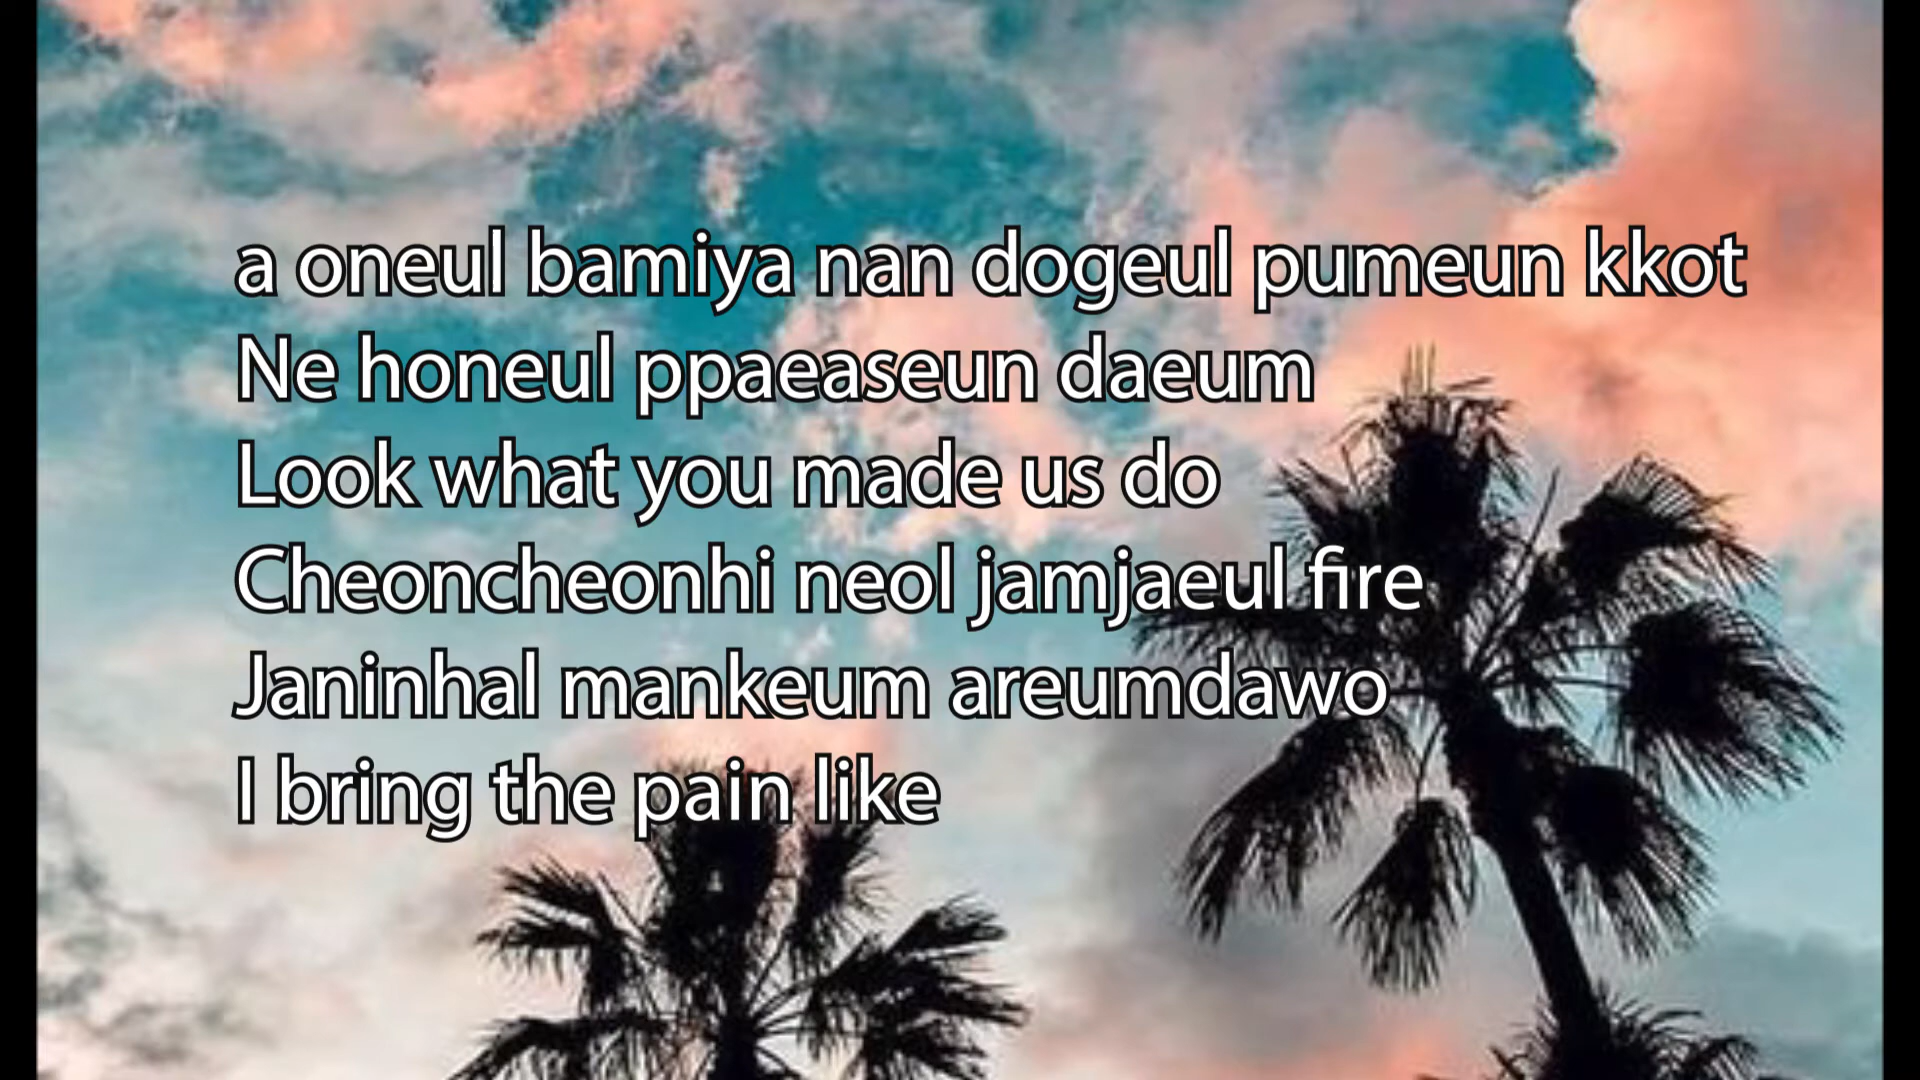 a oneul bamiya nan dogeul pumeun kkot
Ne honeul ppaeaseun daeum
Look what you made us do
Cheoncheonhi neol jamjaeul fire
Janinhal mankeum areumdawo
I bring the pain like